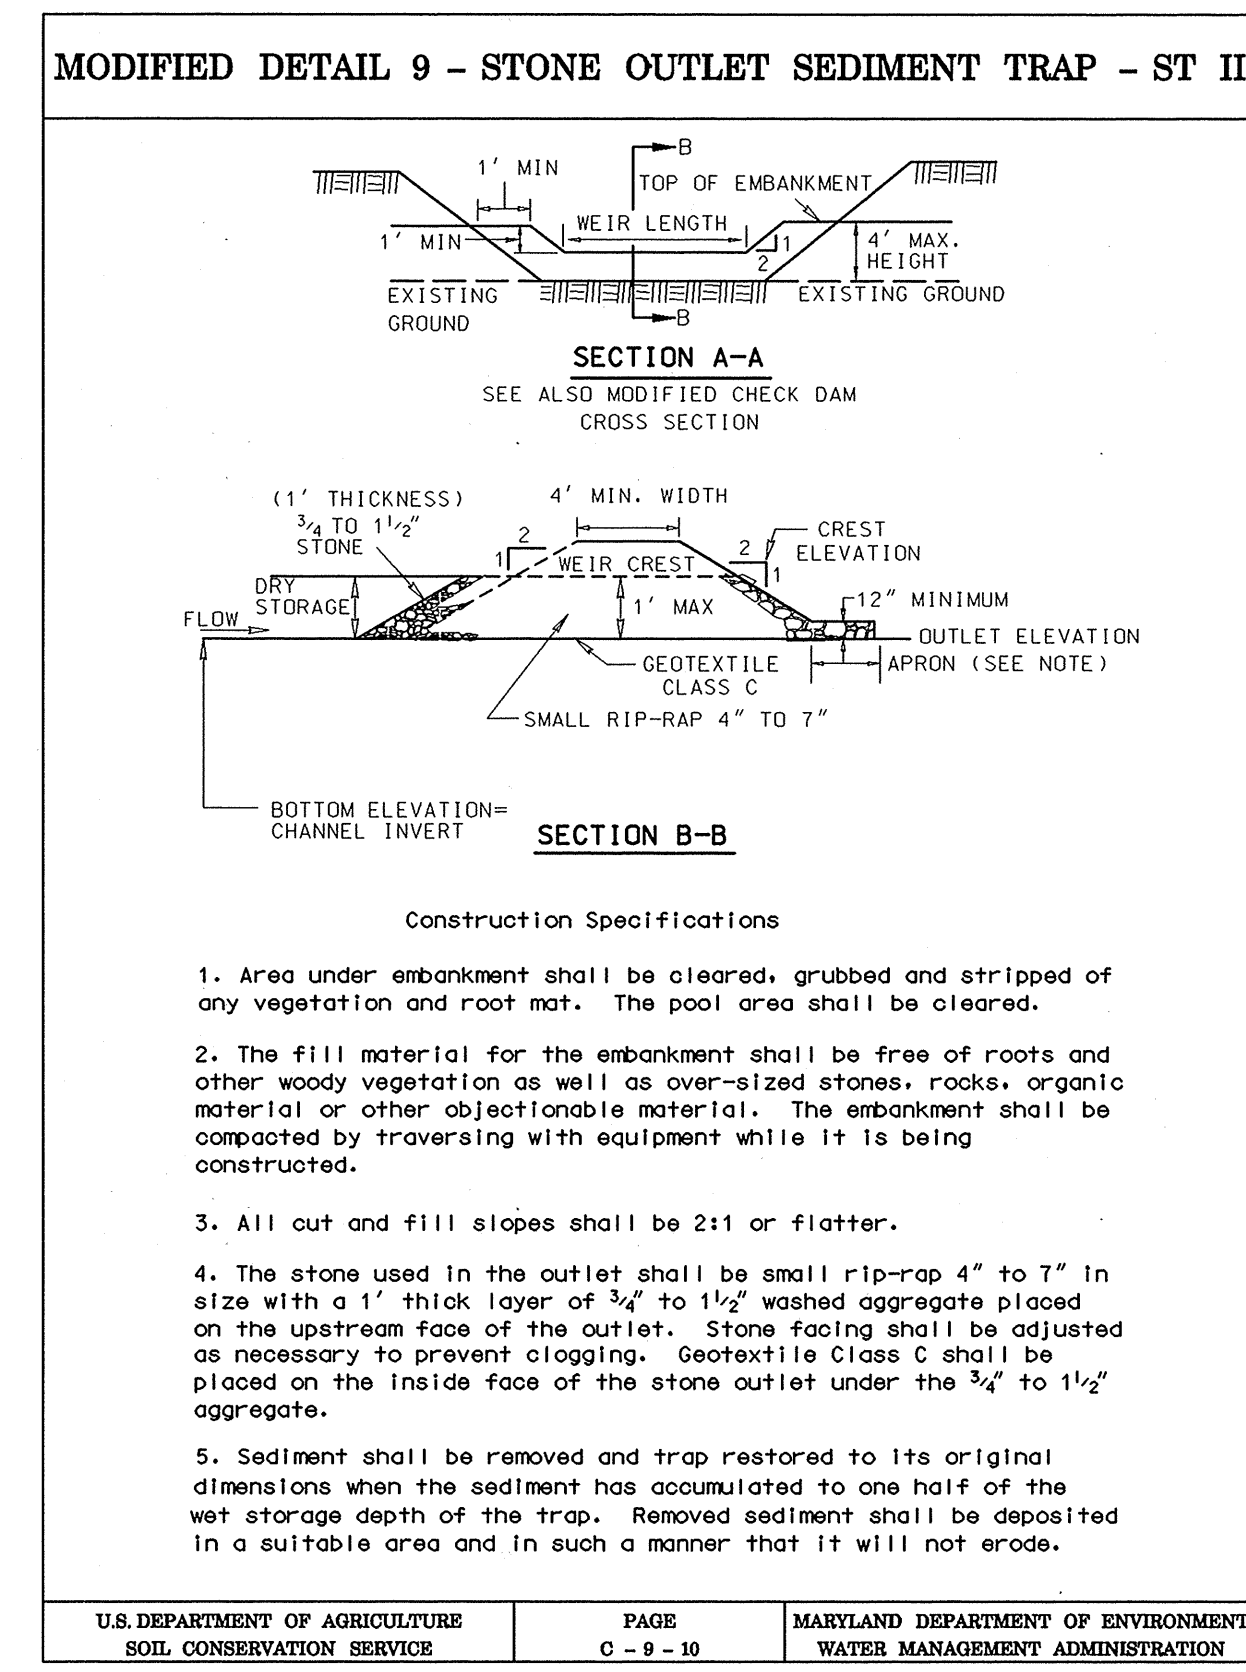 MODIFIED DETAIL 9 – STONE OUTLET SEDIMENT TRAP – ST II
B
1' MIN
TOP OF EMBANKMENT
WEIR LENGTH
1' MIN
1
2
4' MAX.
HEIGHT
EXISTING
GROUND
EXISTING GROUND
B
SECTION A-A
SEE ALSO MODIFIED CHECK DAM
CROSS SECTION
(1' THICKNESS)
3/4 TO 1 1/2"
STONE
4' MIN. WIDTH
2
1
CREST
ELEVATION
2
1
WEIR CREST
DRY
STORAGE
1' MAX
12" MINIMUM
FLOW
OUTLET ELEVATION
GEOTEXTILE
CLASS C
APRON (SEE NOTE)
SMALL RIP-RAP 4" TO 7"
BOTTOM ELEVATION=
CHANNEL INVERT
SECTION B-B
Construction Specifications
1. Area under embankment shall be cleared, grubbed and stripped of
any vegetation and root mat. The pool area shall be cleared.
2. The fill material for the embankment shall be free of roots and
other woody vegetation as well as over-sized stones, rocks, organic
material or other objectionable material. The embankment shall be
compacted by traversing with equipment while it is being
constructed.
3. All cut and fill slopes shall be 2:1 or flatter.
4. The stone used in the outlet shall be small rip-rap 4" to 7" in
size with a 1' thick layer of 3/4" to 1 1/2" washed aggregate placed
on the upstream face of the outlet. Stone facing shall be adjusted
as necessary to prevent clogging. Geotextile Class C shall be
placed on the inside face of the stone outlet under the 3/4" to 1 1/2"
aggregate.
5. Sediment shall be removed and trap restored to its original
dimensions when the sediment has accumulated to one half of the
wet storage depth of the trap. Removed sediment shall be deposited
in a suitable area and in such a manner that it will not erode.
U.S. DEPARTMENT OF AGRICULTURE
SOIL CONSERVATION SERVICE
PAGE
C – 9 – 10
MARYLAND DEPARTMENT OF ENVIRONMENT
WATER MANAGEMENT ADMINISTRATION